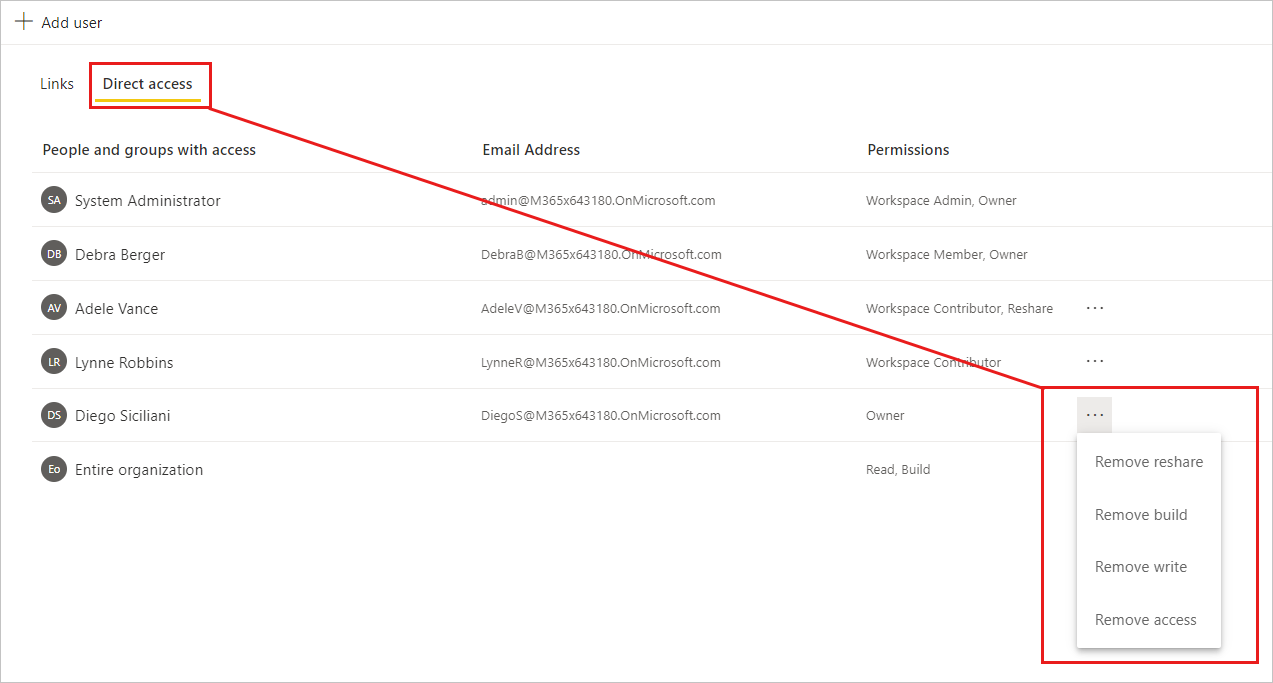 Add user
Links Direct access
People and groups with access Email Address Permissions
SA System Administrator admin@M365x643180.OnMicrosoft.com Workspace Admin, Owner
DB Debra Berger DebraB@M365x643180.OnMicrosoft.com Workspace Member, Owner
AV Adele Vance AdeleV@M365x643180.OnMicrosoft.com Workspace Contributor, Reshare ...
LR Lynne Robbins LynneR@M365x643180.OnMicrosoft.com Workspace Contributor ...
DS Diego Siciliani DiegoS@M365x643180.OnMicrosoft.com Owner ...
Eo Entire organization Read, Build
Remove reshare
Remove build
Remove write
Remove access